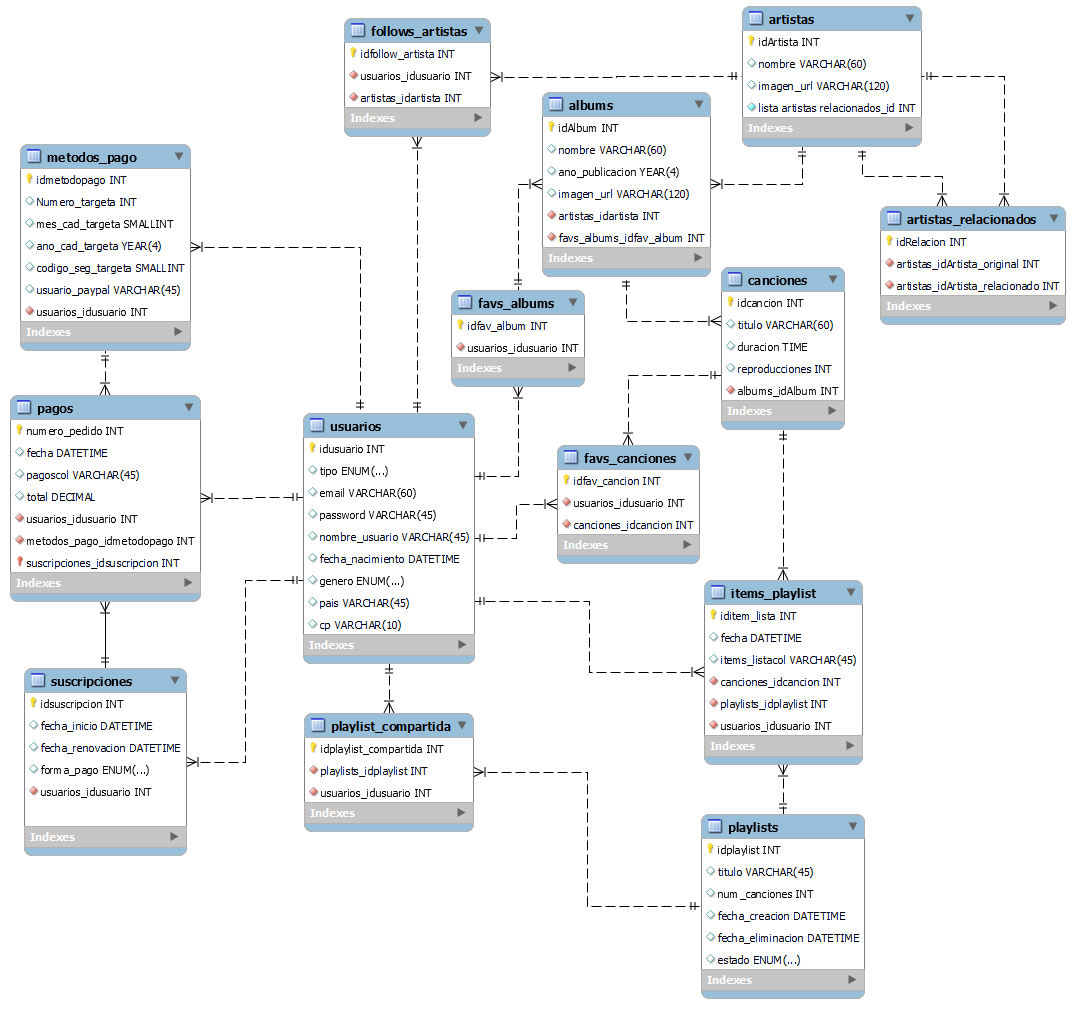 follows_artistas
idfollow_artista INT
usuarios_idusuario INT
artistas_idartista INT
Indexes
artistas
idArtista INT
nombre VARCHAR(60)
imagen_url VARCHAR(120)
lista artistas relacionados_id INT
Indexes
albums
idAlbum INT
nombre VARCHAR(60)
ano_publicacion YEAR(4)
imagen_url VARCHAR(120)
artistas_idartista INT
favs_albums_idfav_album INT
Indexes
metodos_pago
idmetodopago INT
Numero_targeta INT
mes_cad_targeta SMALLINT
ano_cad_targeta YEAR(4)
codigo_seg_targeta SMALLINT
usuario_paypal VARCHAR(45)
usuarios_idusuario INT
Indexes
artistas_relacionados
idRelacion INT
artistas_idArtista_original INT
artistas_idArtista_relacionado INT
Indexes
canciones
idcancion INT
titulo VARCHAR(60)
duracion TIME
reproducciones INT
albums_idAlbum INT
Indexes
favs_albums
idfav_album INT
usuarios_idusuario INT
Indexes
pagos
numero_pedido INT
fecha DATETIME
pagoscol VARCHAR(45)
total DECIMAL
usuarios_idusuario INT
metodos_pago_idmetodopago INT
suscripciones_idsuscripcion INT
Indexes
usuarios
idusuario INT
tipo ENUM(...)
email VARCHAR(60)
password VARCHAR(45)
nombre_usuario VARCHAR(45)
fecha_nacimiento DATETIME
genero ENUM(...)
pais VARCHAR(45)
cp VARCHAR(10)
Indexes
favs_canciones
idfav_cancion INT
usuarios_idusuario INT
canciones_idcancion INT
Indexes
items_playlist
iditem_lista INT
fecha DATETIME
items_listacol VARCHAR(45)
canciones_idcancion INT
playlists_idplaylist INT
usuarios_idusuario INT
Indexes
suscripciones
idsuscripcion INT
fecha_inicio DATETIME
fecha_renovacion DATETIME
forma_pago ENUM(...)
usuarios_idusuario INT
Indexes
playlist_compartida
idplaylist_compartida INT
playlists_idplaylist INT
usuarios_idusuario INT
Indexes
playlists
idplaylist INT
titulo VARCHAR(45)
num_canciones INT
fecha_creacion DATETIME
fecha_eliminacion DATETIME
estado ENUM(...)
Indexes